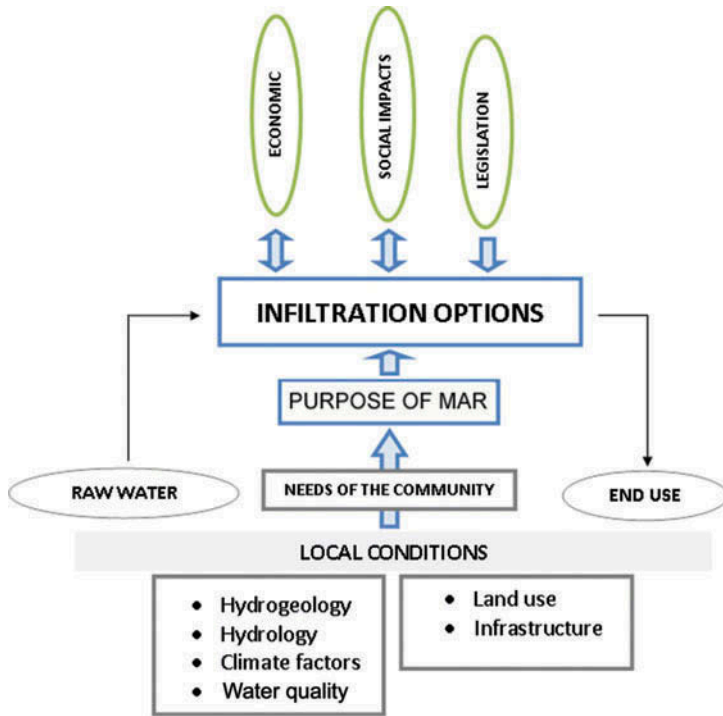 ECONOMIC
SOCIAL IMPACTS
LEGISLATION
INFILTRATION OPTIONS
PURPOSE OF MAR
RAW WATER
NEEDS OF THE COMMUNITY
END USE
LOCAL CONDITIONS
• Hydrogeology
• Hydrology
• Climate factors
• Water quality
• Land use
• Infrastructure